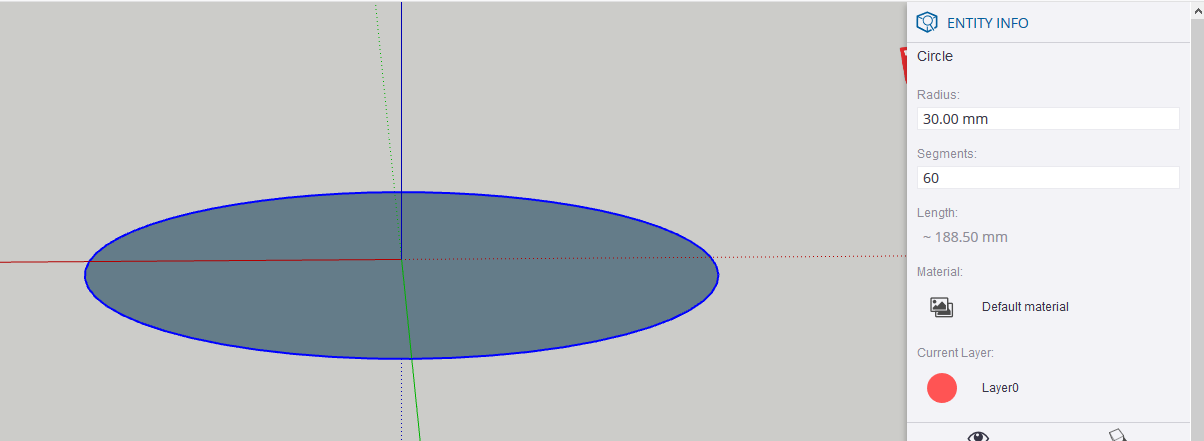 ENTITY INFO
Circle
Radius:
30.00 mm
Segments:
60
Length:
~ 188.50 mm
Material:
Default material
Current Layer:
Layer0